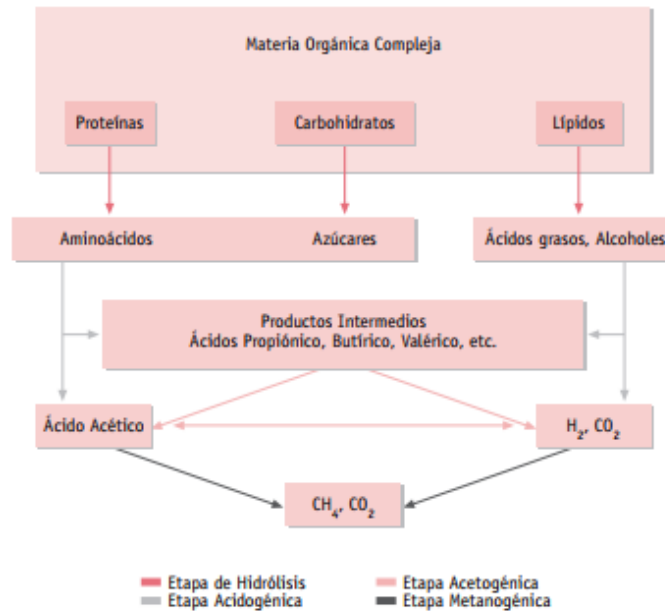 Materia Orgánica Compleja
Proteínas
Carbohidratos
Lípidos
Aminoácidos
Azúcares
Ácidos grasos, Alcoholes
Productos Intermedios
Ácidos Propiónico, Butírico, Valérico, etc.
Ácido Acético
H₂, CO₂
CH₄, CO₂
Etapa de Hidrólisis
Etapa Acetogénica
Etapa Acidogénica
Etapa Metanogénica